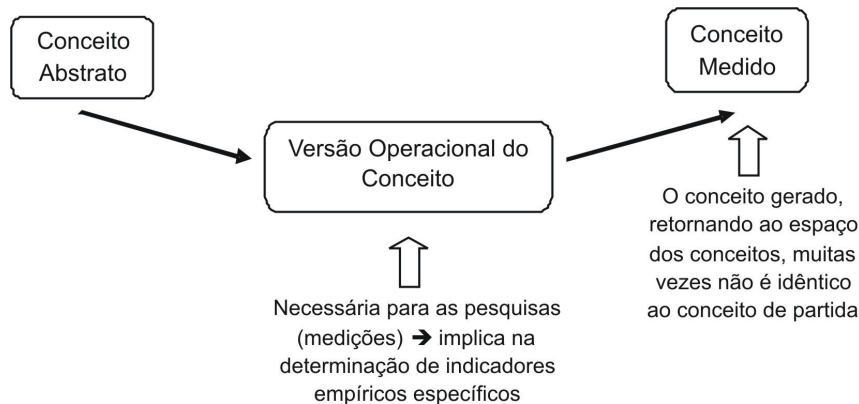 Conceito
Abstrato
Conceito
Medido
Versão Operacional do
Conceito
O conceito gerado,
retornando ao espaço
dos conceitos, muitas
vezes não é idêntico
ao conceito de partida
Necessária para as pesquisas
(medições) ➔ implica na
determinação de indicadores
empíricos específicos